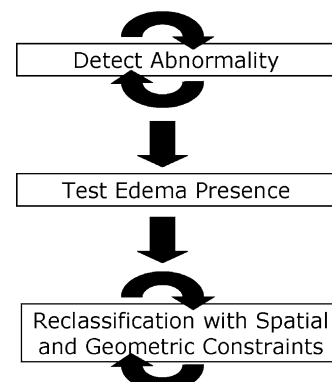 Detect Abnormality
Test Edema Presence
Reclassification with Spatial
and Geometric Constraints